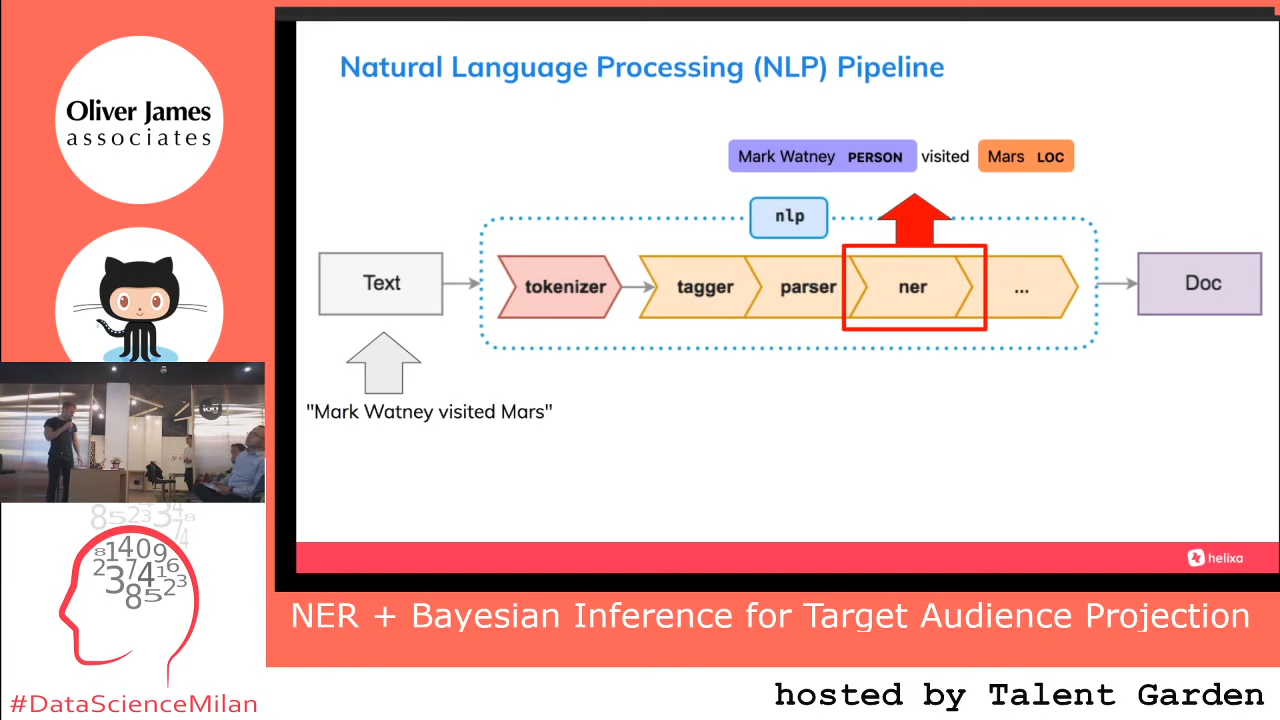 Oliver James
associates
Natural Language Processing (NLP) Pipeline
Mark Watney PERSON visited Mars LOC
nlp
Text
tokenizer
tagger
parser
ner
...
Doc
"Mark Watney visited Mars"
helixa
NER + Bayesian Inference for Target Audience Projection
#DataScienceMilan
hosted by Talent Garden